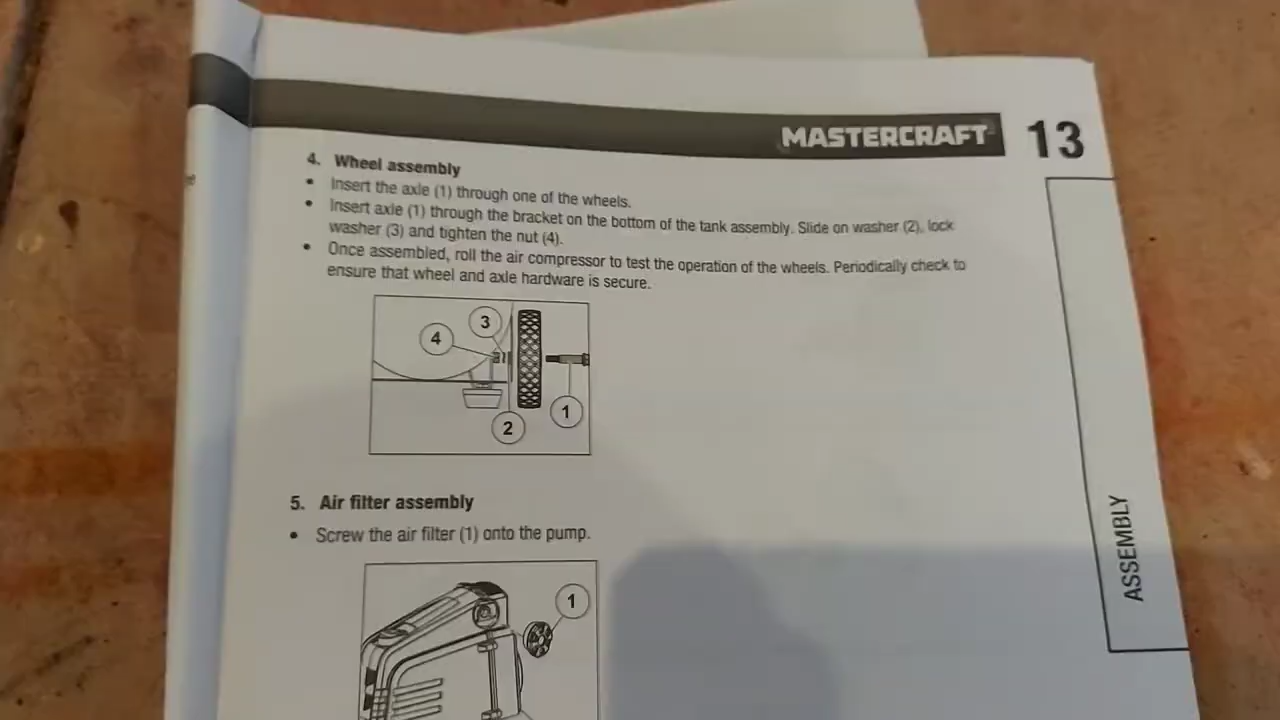 MASTERCRAFT 13
4. Wheel assembly
• Insert the axle (1) through one of the wheels.
• Insert axle (1) through the bracket on the bottom of the tank assembly. Slide on washer (2), lock
washer (3) and tighten the nut (4).
• Once assembled, roll the air compressor to test the operation of the wheels. Periodically check to
ensure that wheel and axle hardware is secure.
3
4
1
2
5. Air filter assembly
• Screw the air filter (1) onto the pump.
1
ASSEMBLY